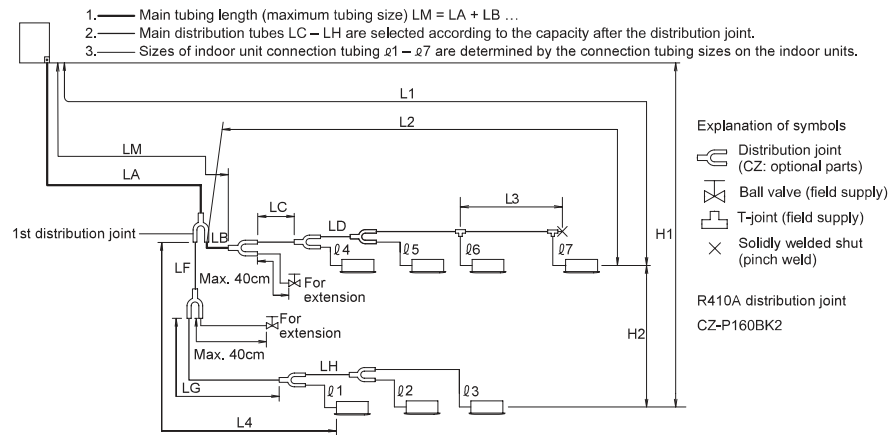 1. Main tubing length (maximum tubing size) LM = LA + LB ...
2. Main distribution tubes LC – LH are selected according to the capacity after the distribution joint.
3. Sizes of indoor unit connection tubing ℓ1 – ℓ7 are determined by the connection tubing sizes on the indoor units.
L1
L2
LM
LA
LC
L3
LD
LB
1st distribution joint
ℓ4
ℓ5
ℓ6
ℓ7
H1
LF
Max. 40cm
For
extension
For
extension
Max. 40cm
H2
LG
LH
ℓ1
ℓ2
ℓ3
L4
Explanation of symbols
Distribution joint
(CZ: optional parts)
Ball valve (field supply)
T-joint (field supply)
Solidly welded shut
(pinch weld)
R410A distribution joint
CZ-P160BK2